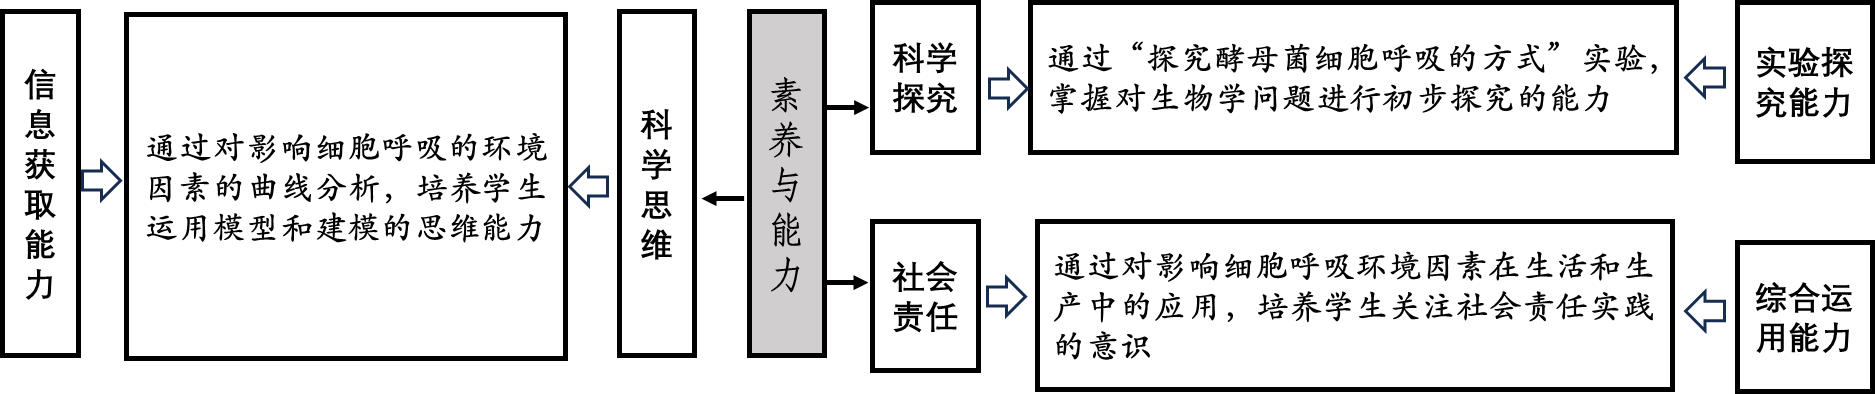 信
息
获
取
能
力
通过对影响细胞呼吸的环境
因素的曲线分析，培养学生
运用模型和建模的思维能力
科
学
思
维
素
养
与
能
力
科学
探究
通过“探究酵母菌细胞呼吸的方式”实验，
掌握对生物学问题进行初步探究的能力
实验探
究能力
社会
责任
通过对影响细胞呼吸环境因素在生活和生
产中的应用，培养学生关注社会责任实践
的意识
综合运
用能力